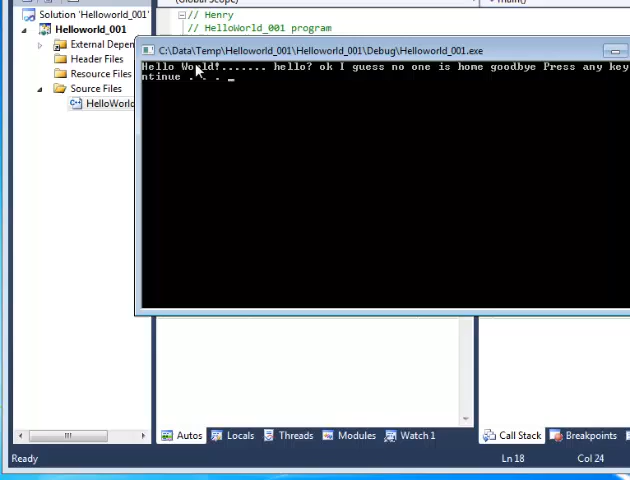 Solution 'Helloworld_001'
Helloworld_001
External Depen
Header Files
Resource Files
Source Files
HelloWorld
// Henry
// HelloWorld_001 program
C:\Data\Temp\Helloworld_001\Helloworld_001\Debug\Helloworld_001.exe
Hello World!....... hello? ok I guess no one is home goodbye Press any key
ntinue . . . _
Autos
Locals
Threads
Modules
Watch 1
Call Stack
Breakpoints
Ready
Ln 18
Col 24